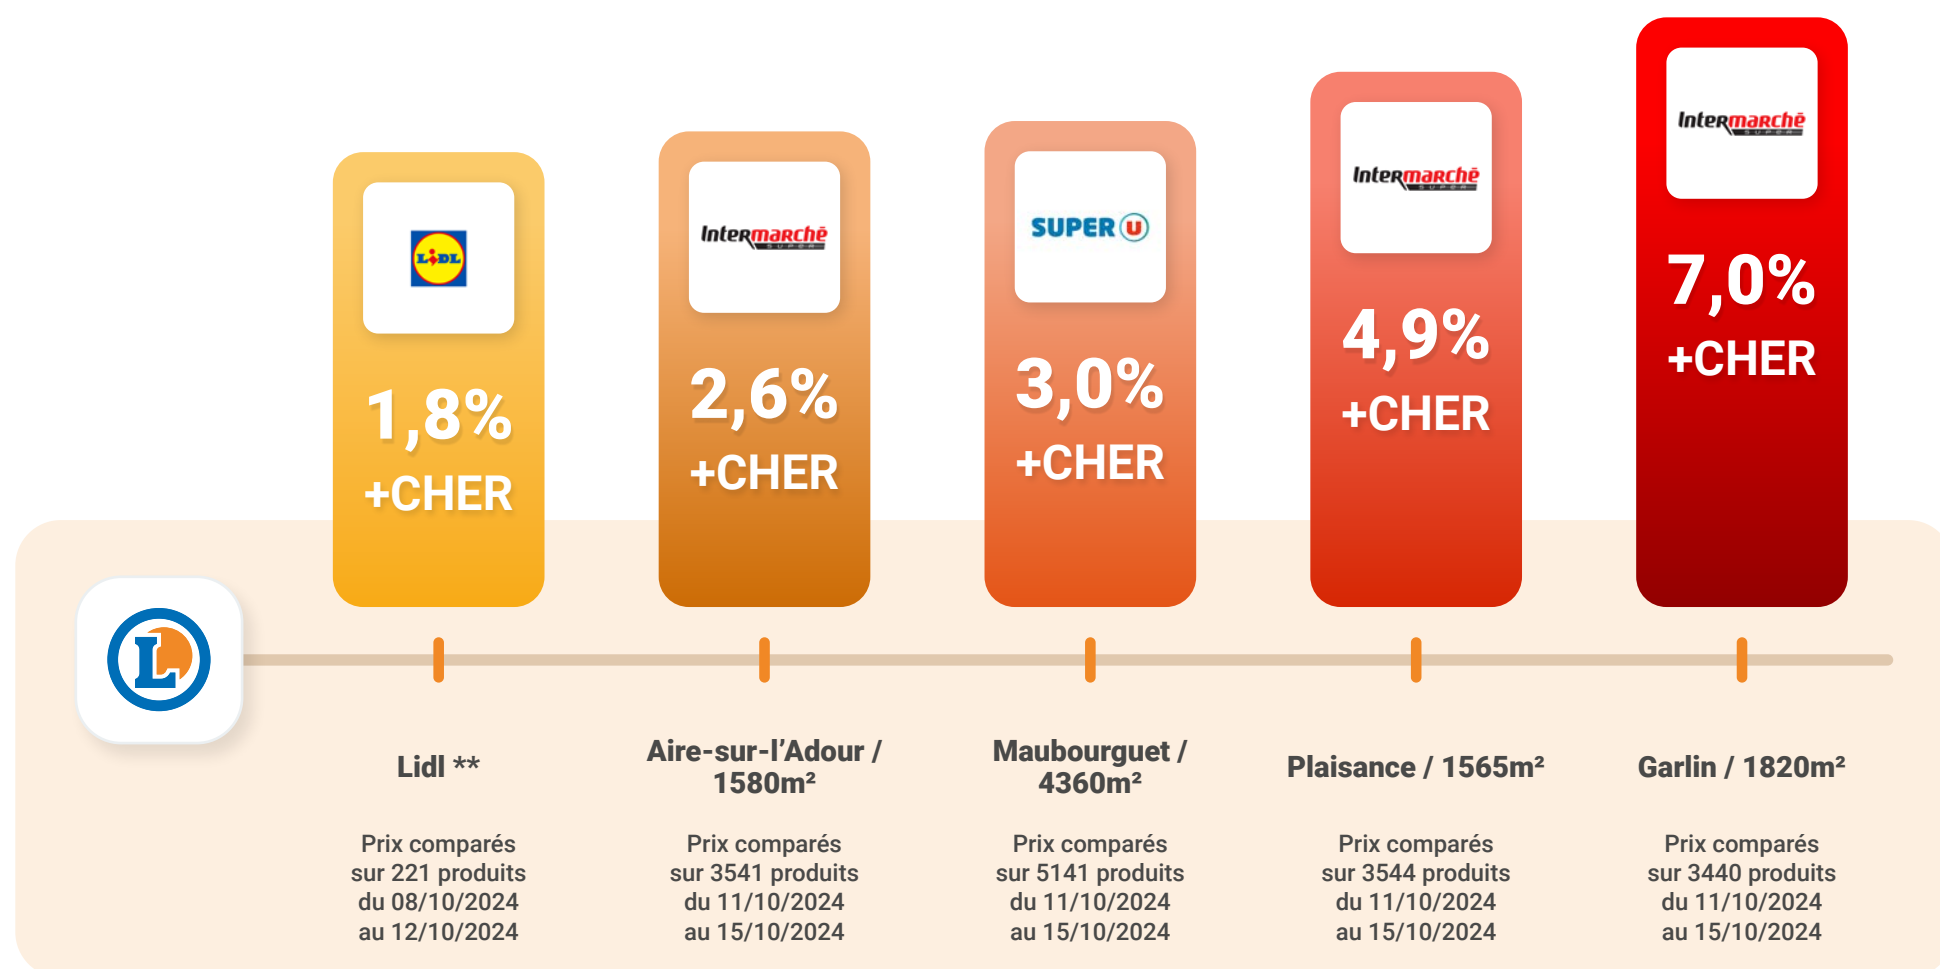 LIDL
1,8%
+CHER
Intermarchē
SUPER
2,6%
+CHER
SUPER U
3,0%
+CHER
Intermarchē
SUPER
4,9%
+CHER
Intermarchē
SUPER
7,0%
+CHER
L
Lidl **
Prix comparés
sur 221 produits
du 08/10/2024
au 12/10/2024
Aire-sur-l’Adour /
1580m²
Prix comparés
sur 3541 produits
du 11/10/2024
au 15/10/2024
Maubourguet /
4360m²
Prix comparés
sur 5141 produits
du 11/10/2024
au 15/10/2024
Plaisance / 1565m²
Prix comparés
sur 3544 produits
du 11/10/2024
au 15/10/2024
Garlin / 1820m²
Prix comparés
sur 3440 produits
du 11/10/2024
au 15/10/2024